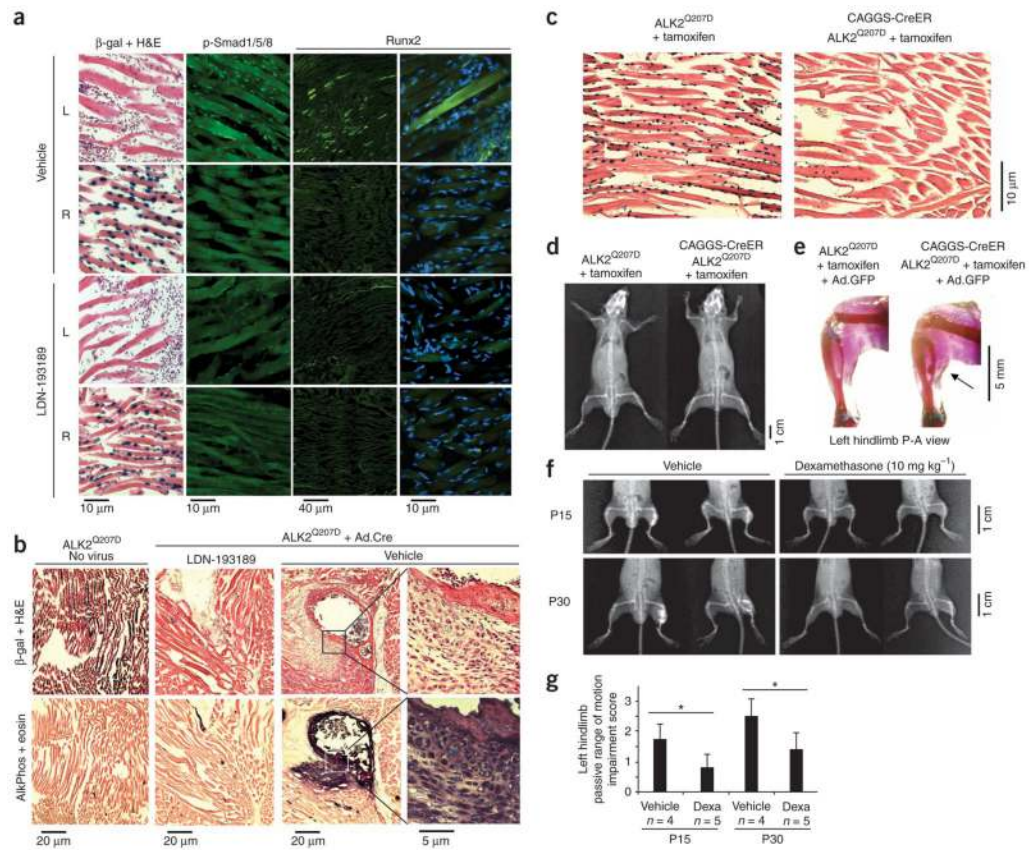 a
β-gal + H&E p-Smad1/5/8 Runx2
Vehicle
L
R
LDN-193189
L
R
10 μm 10 μm 40 μm 10 μm
b
ALK2Q207D
No virus
ALK2Q207D + Ad.Cre
LDN-193189 Vehicle
β-gal + H&E
AlkPhos + eosin
20 μm 20 μm 20 μm 5 μm
c
ALK2Q207D
+ tamoxifen
CAGGS-CreER
ALK2Q207D + tamoxifen
10 μm
d
ALK2Q207D
+ tamoxifen
CAGGS-CreER
ALK2Q207D
+ tamoxifen
1 cm
e
ALK2Q207D
+ tamoxifen
+ Ad.GFP
CAGGS-CreER
ALK2Q207D + tamoxifen
+ Ad.GFP
5 mm
Left hindlimb P-A view
f
Vehicle Dexamethasone (10 mg kg−1)
P15
1 cm
P30
1 cm
g
Left hindlimb
passive range of motion
impairment score
3
2
1
0
* *
Vehicle Dexa Vehicle Dexa
n = 4 n = 5 n = 4 n = 5
P15 P30